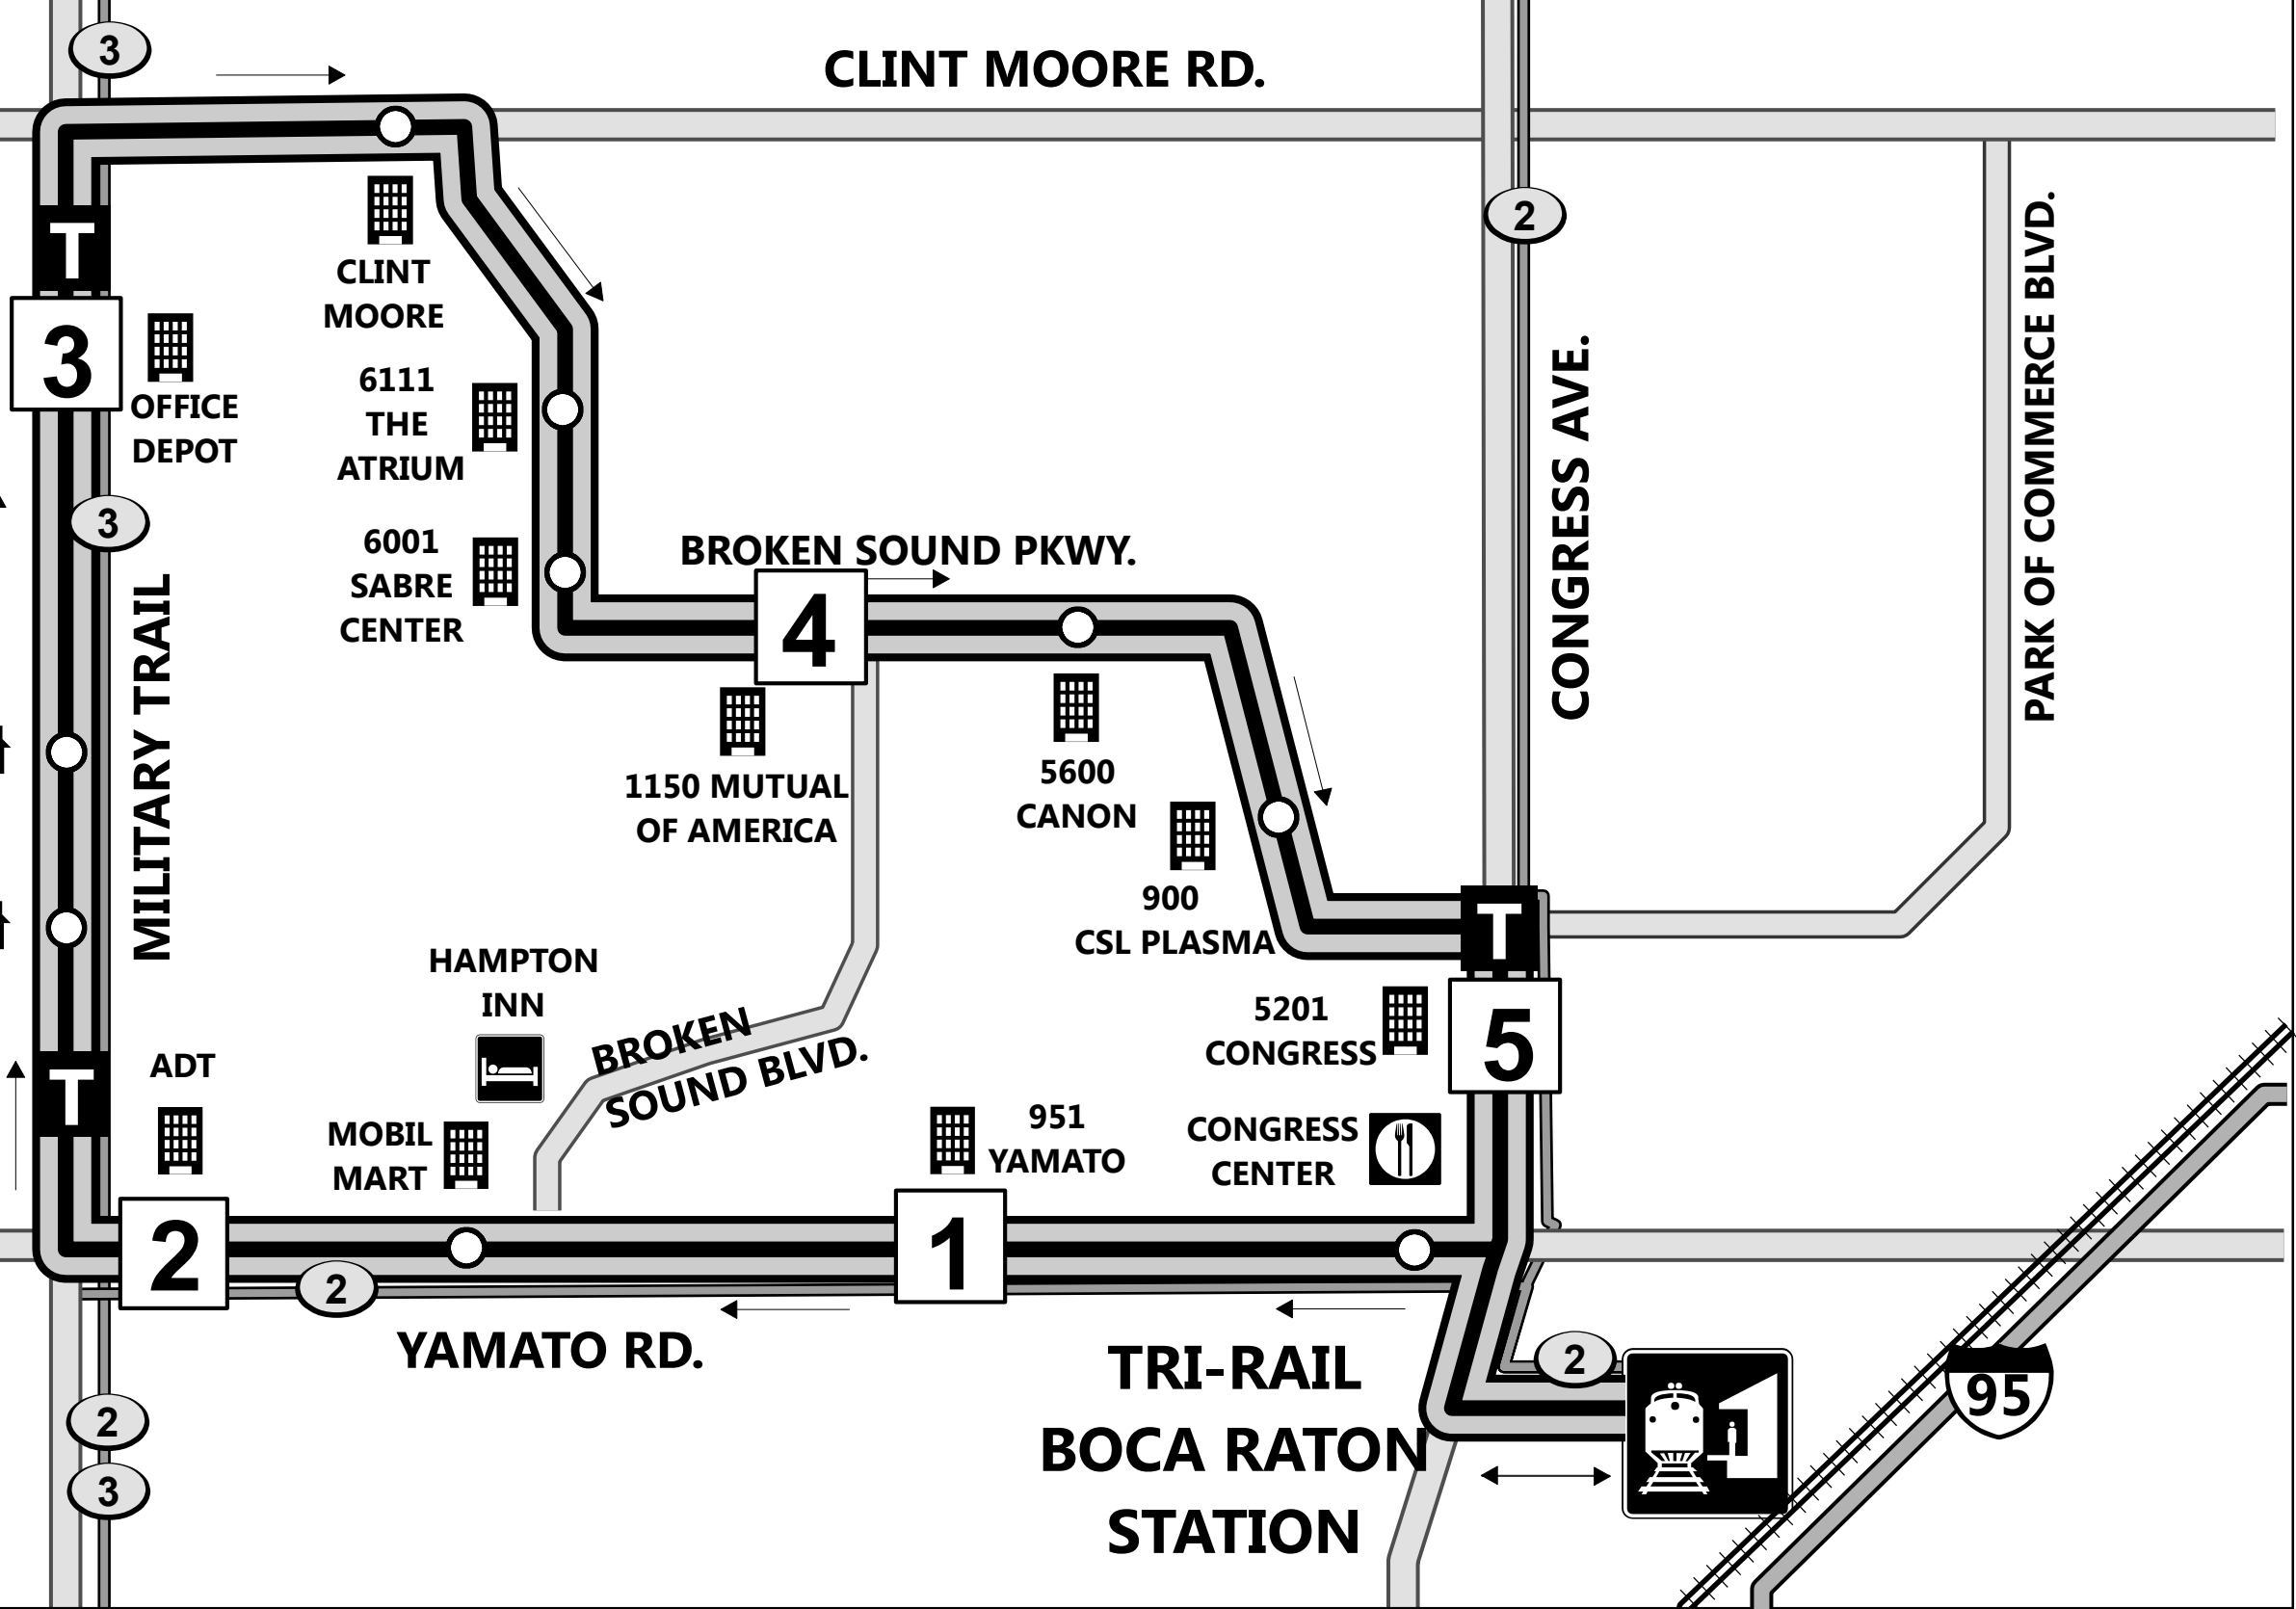 3
CLINT MOORE RD.
2
T
CLINT
MOORE
3
OFFICE
DEPOT
6111
THE
ATRIUM
3
6001
SABRE
CENTER
MILITARY TRAIL
BROKEN SOUND PKWY.
4
CONGRESS AVE.
PARK OF COMMERCE BLVD.
1150 MUTUAL
OF AMERICA
5600
CANON
900
CSL PLASMA
T
HAMPTON
INN
BROKEN
SOUND BLVD.
5201
CONGRESS
5
T
ADT
MOBIL
MART
951
YAMATO
CONGRESS
CENTER
2
1
2
YAMATO RD.
TRI-RAIL
BOCA RATON
STATION
2
95
2
3